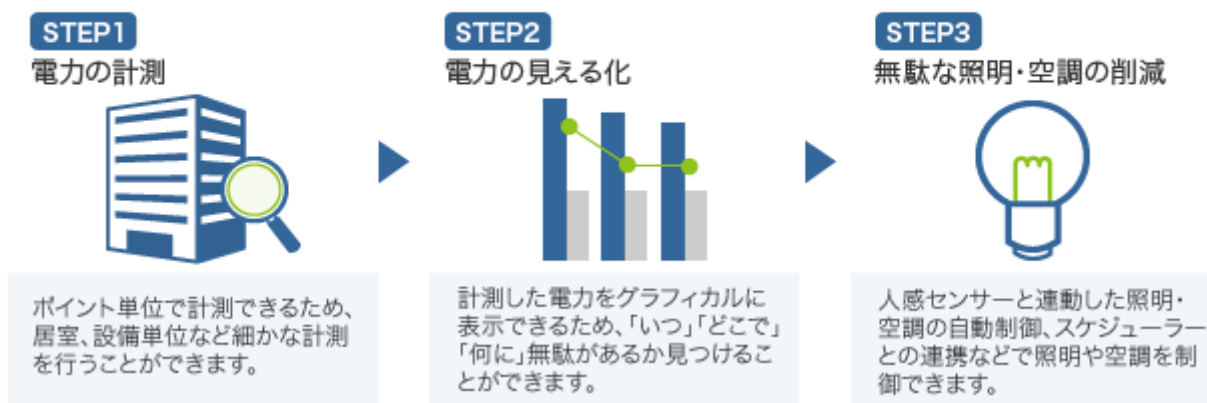 STEP1
電力の計測
ポイント単位で計測できるため、
居室、設備単位など細かな計測
を行うことができます。
STEP2
電力の見える化
計測した電力をグラフィカルに
表示できるため、「いつ」「どこで」
「何に」無駄があるか見つけるこ
とができます。
STEP3
無駄な照明・空調の削減
人感センサーと連動した照明・
空調の自動制御、スケジューラー
との連携などで照明や空調を制
御できます。